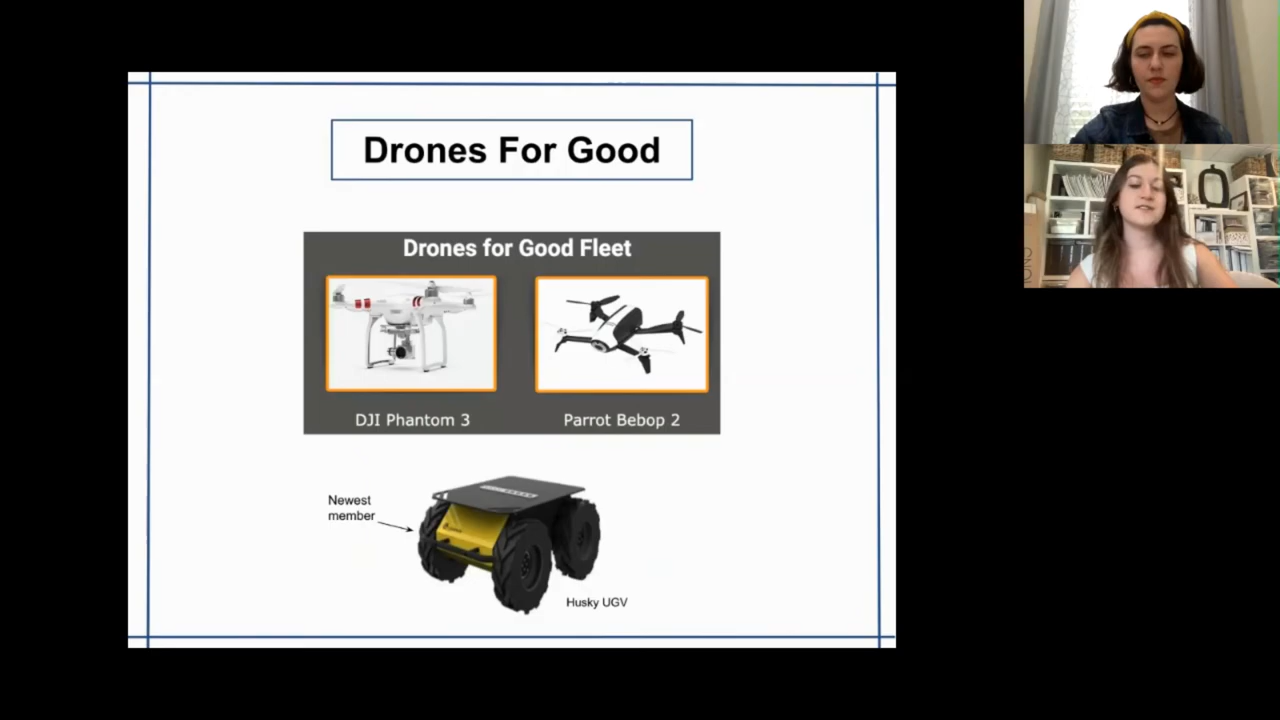 Drones For Good
Drones for Good Fleet
DJI Phantom 3
Parrot Bebop 2
Newest
member
Husky UGV